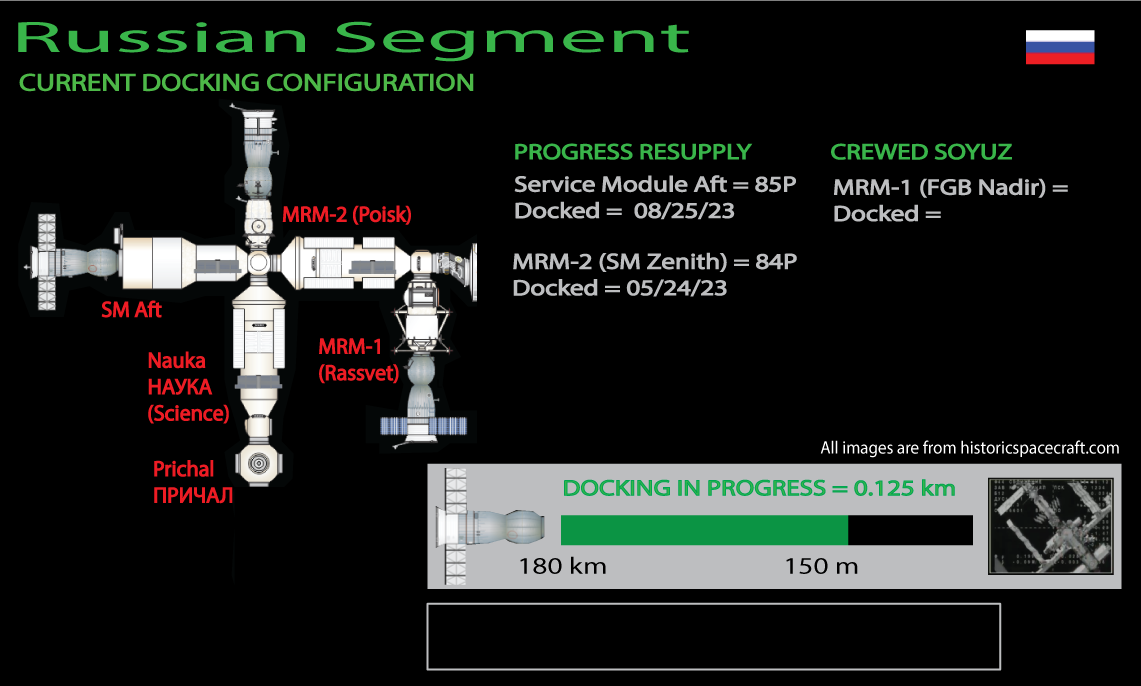 Russian Segment
CURRENT DOCKING CONFIGURATION
PROGRESS RESUPPLY
Service Module Aft = 85P
Docked = 08/25/23
MRM-2 (SM Zenith) = 84P
Docked = 05/24/23
CREWED SOYUZ
MRM-1 (FGB Nadir) =
Docked =
MRM-2 (Poisk)
SM Aft
MRM-1
(Rassvet)
Nauka
НАУКА
(Science)
Prichal
ПРИЧАЛ
All images are from historicspacecraft.com
DOCKING IN PROGRESS = 0.125 km
180 km
150 m